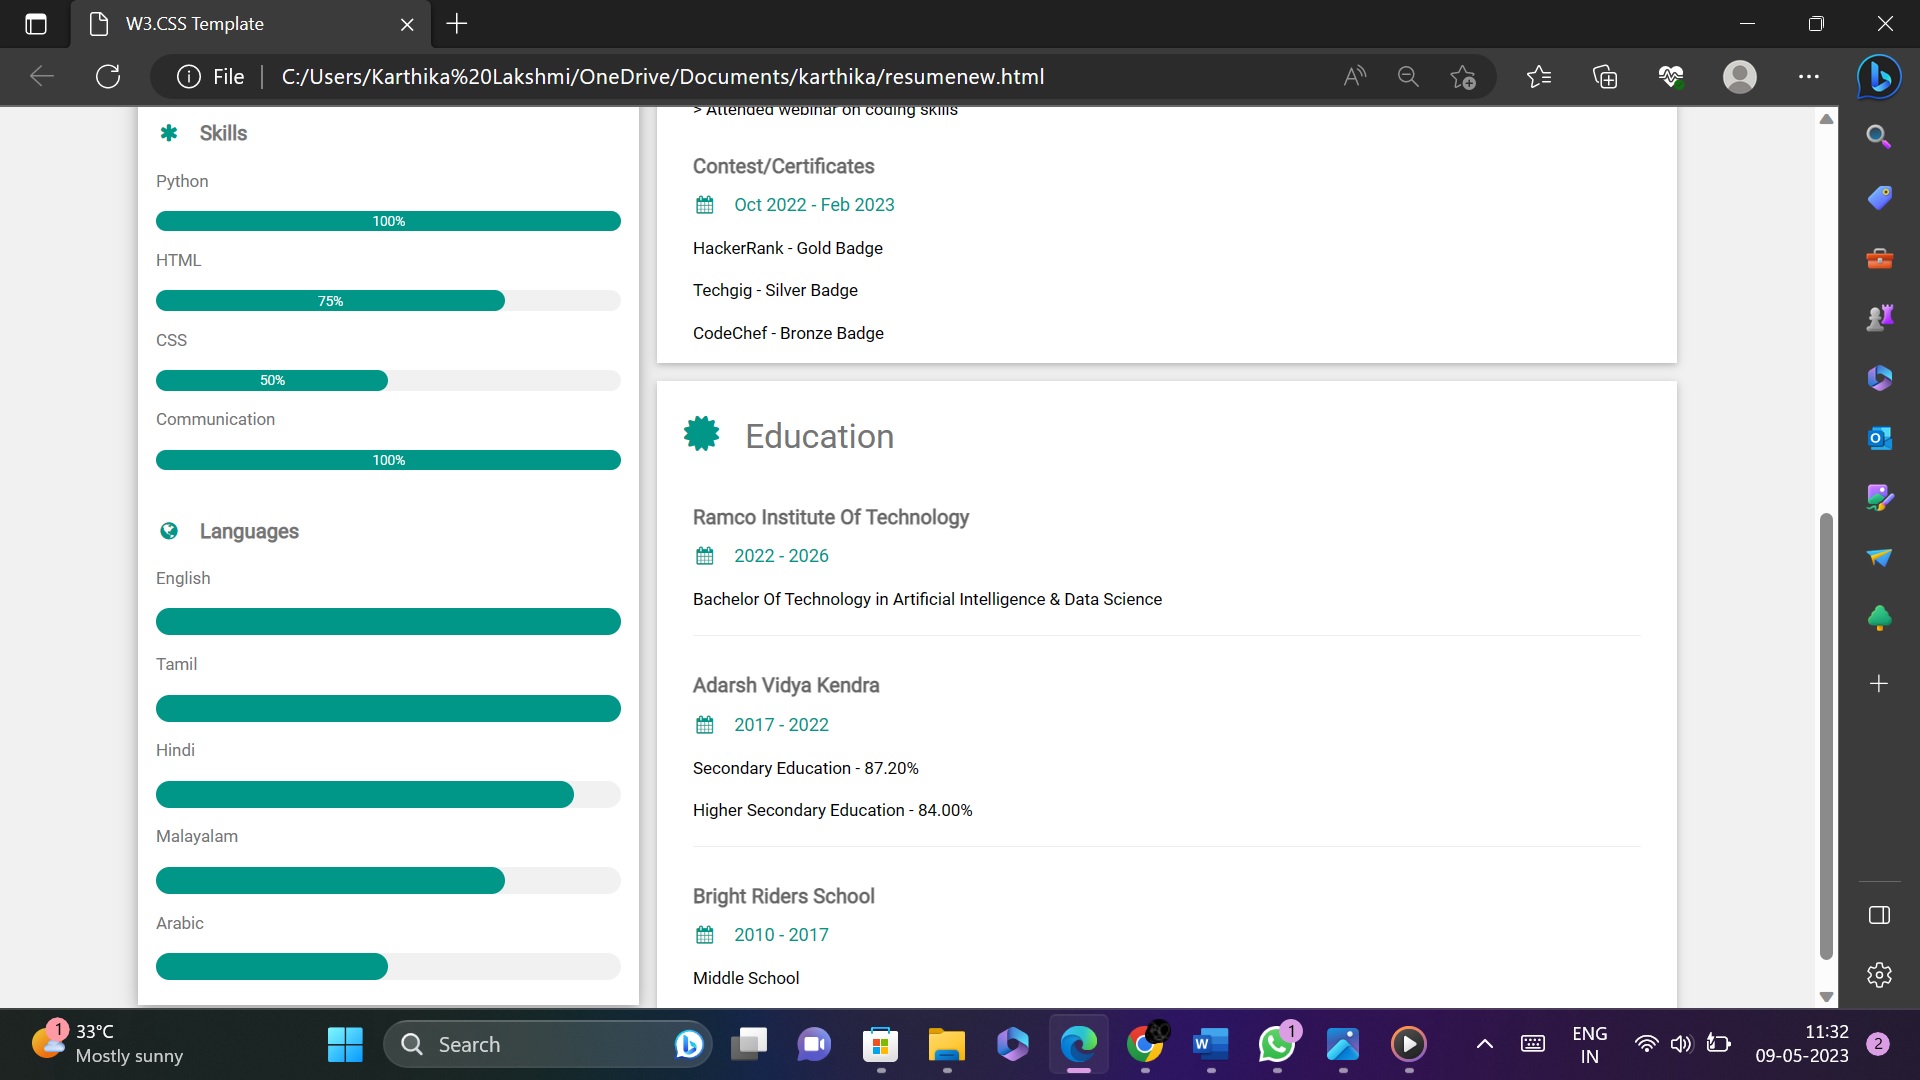 W3.CSS Template
File
C:/Users/Karthika%20Lakshmi/OneDrive/Documents/karthika/resumenew.html
Skills
Python
100%
HTML
75%
CSS
50%
Communication
100%
Languages
English
Tamil
Hindi
Malayalam
Arabic
> Attended webinar on coding skills
Contest/Certificates
Oct 2022 - Feb 2023
HackerRank - Gold Badge
Techgig - Silver Badge
CodeChef - Bronze Badge
Education
Ramco Institute Of Technology
2022 - 2026
Bachelor Of Technology in Artificial Intelligence & Data Science
Adarsh Vidya Kendra
2017 - 2022
Secondary Education - 87.20%
Higher Secondary Education - 84.00%
Bright Riders School
2010 - 2017
Middle School
1
33°C
Mostly sunny
Search
1
ENG
IN
11:32
09-05-2023
2